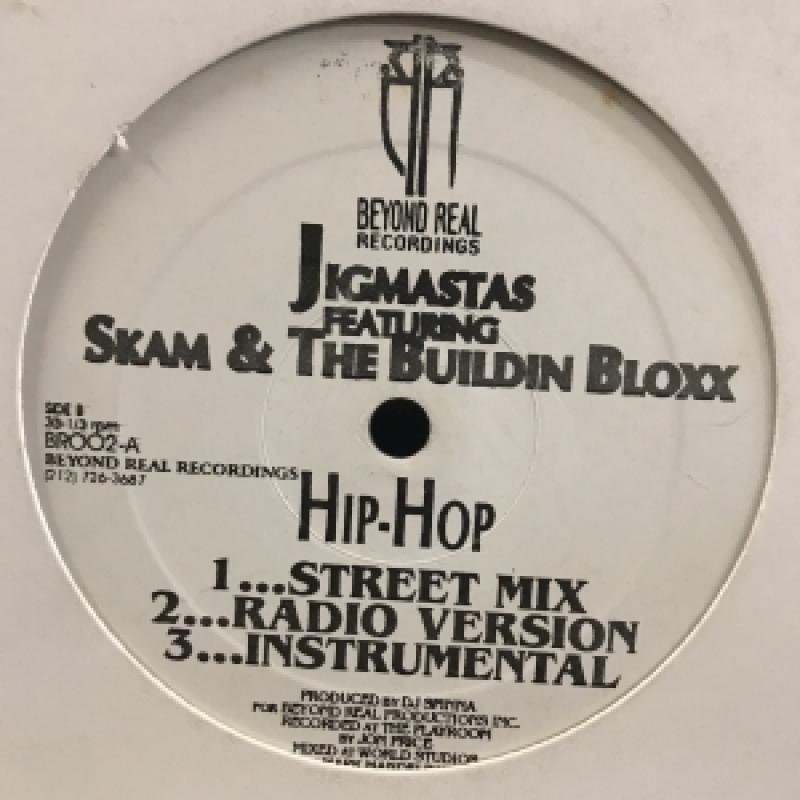 BEYOND REAL
RECORDINGS
JIGMASTAS
FEATURING
SKAM & THE BUILDIN BLOXX
SIDE B
33-1/3 rpm
BR002-A
BEYOND REAL RECORDINGS
(212) 726-3687
HIP-HOP
1...STREET MIX
2...RADIO VERSION
3...INSTRUMENTAL
PRODUCED BY DJ SPINNA
FOR BEYOND REAL PRODUCTIONS INC.
RECORDED AT THE PLAYROOM
BY JON PRICE
MIXED AT WORLD STUDIOS